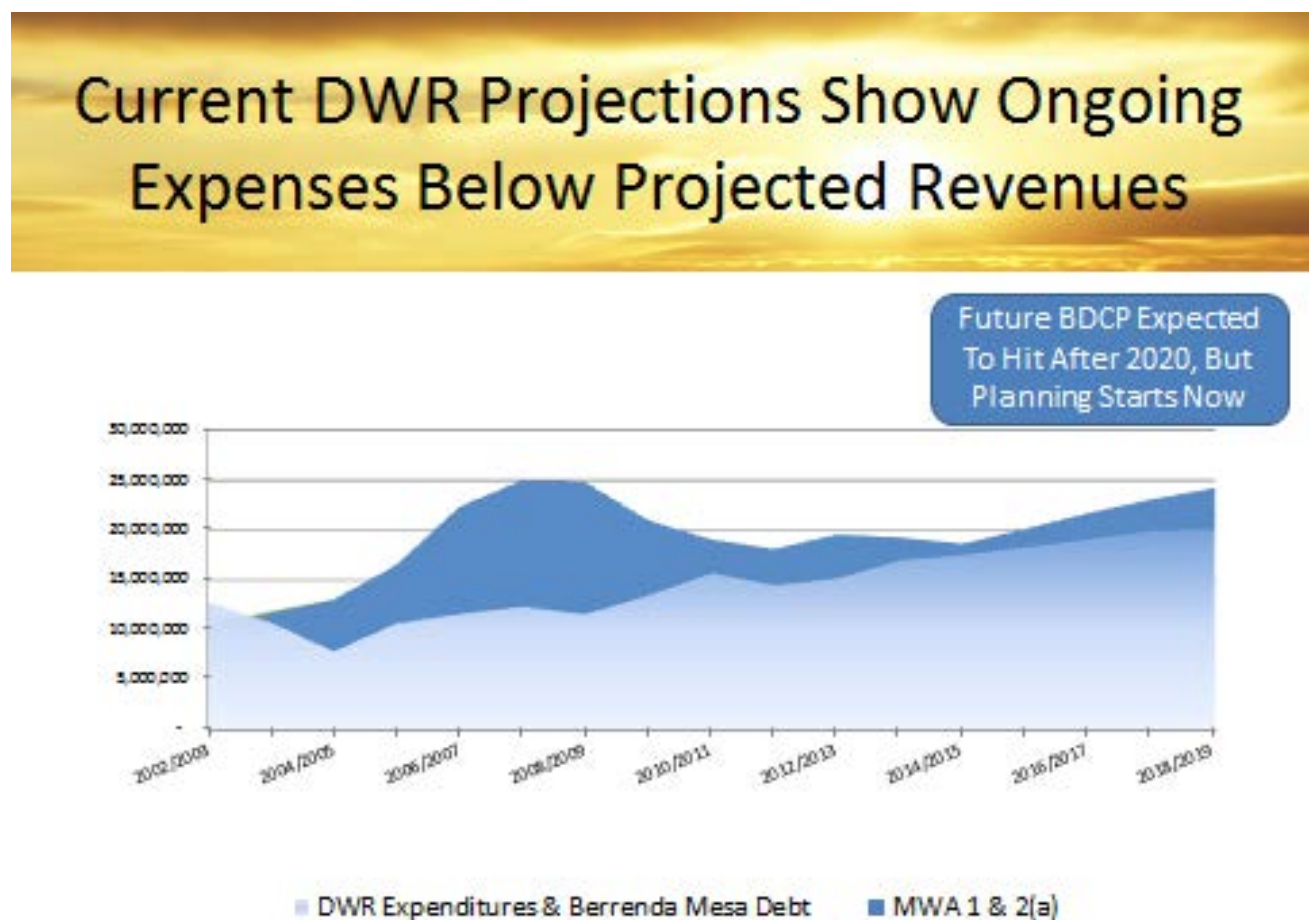 Current DWR Projections Show Ongoing
Expenses Below Projected Revenues
Future BDCP Expected
To Hit After 2020, But
Planning Starts Now
30,000,000
25,000,000
20,000,000
15,000,000
10,000,000
5,000,000
-
2002/2003
2004/2005
2006/2007
2008/2009
2010/2011
2012/2013
2014/2015
2016/2017
2018/2019
DWR Expenditures & Berrenda Mesa Debt
MWA 1 & 2(a)